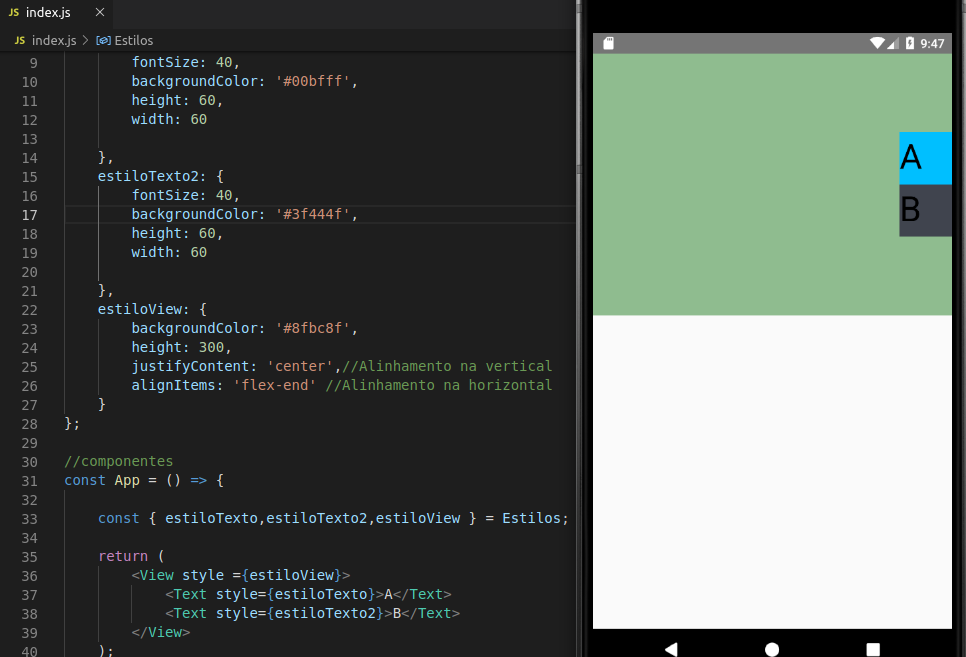 JS index.js ×
JS index.js > Estilos
9 fontSize: 40,
10 backgroundColor: '#00bfff',
11 height: 60,
12 width: 60
13
14 },
15 estiloTexto2: {
16 fontSize: 40,
17 backgroundColor: '#3f444f',
18 height: 60,
19 width: 60
20
21 },
22 estiloView: {
23 backgroundColor: '#8fbc8f',
24 height: 300,
25 justifyContent: 'center',//Alinhamento na vertical
26 alignItems: 'flex-end' //Alinhamento na horizontal
27 }
28 };
29
30 //componentes
31 const App = () => {
32
33 const { estiloTexto,estiloTexto2,estiloView } = Estilos;
34
35 return (
36 <View style ={estiloView}>
37 <Text style={estiloTexto}>A</Text>
38 <Text style={estiloTexto2}>B</Text>
39 </View>
40 );
9:47
A
B